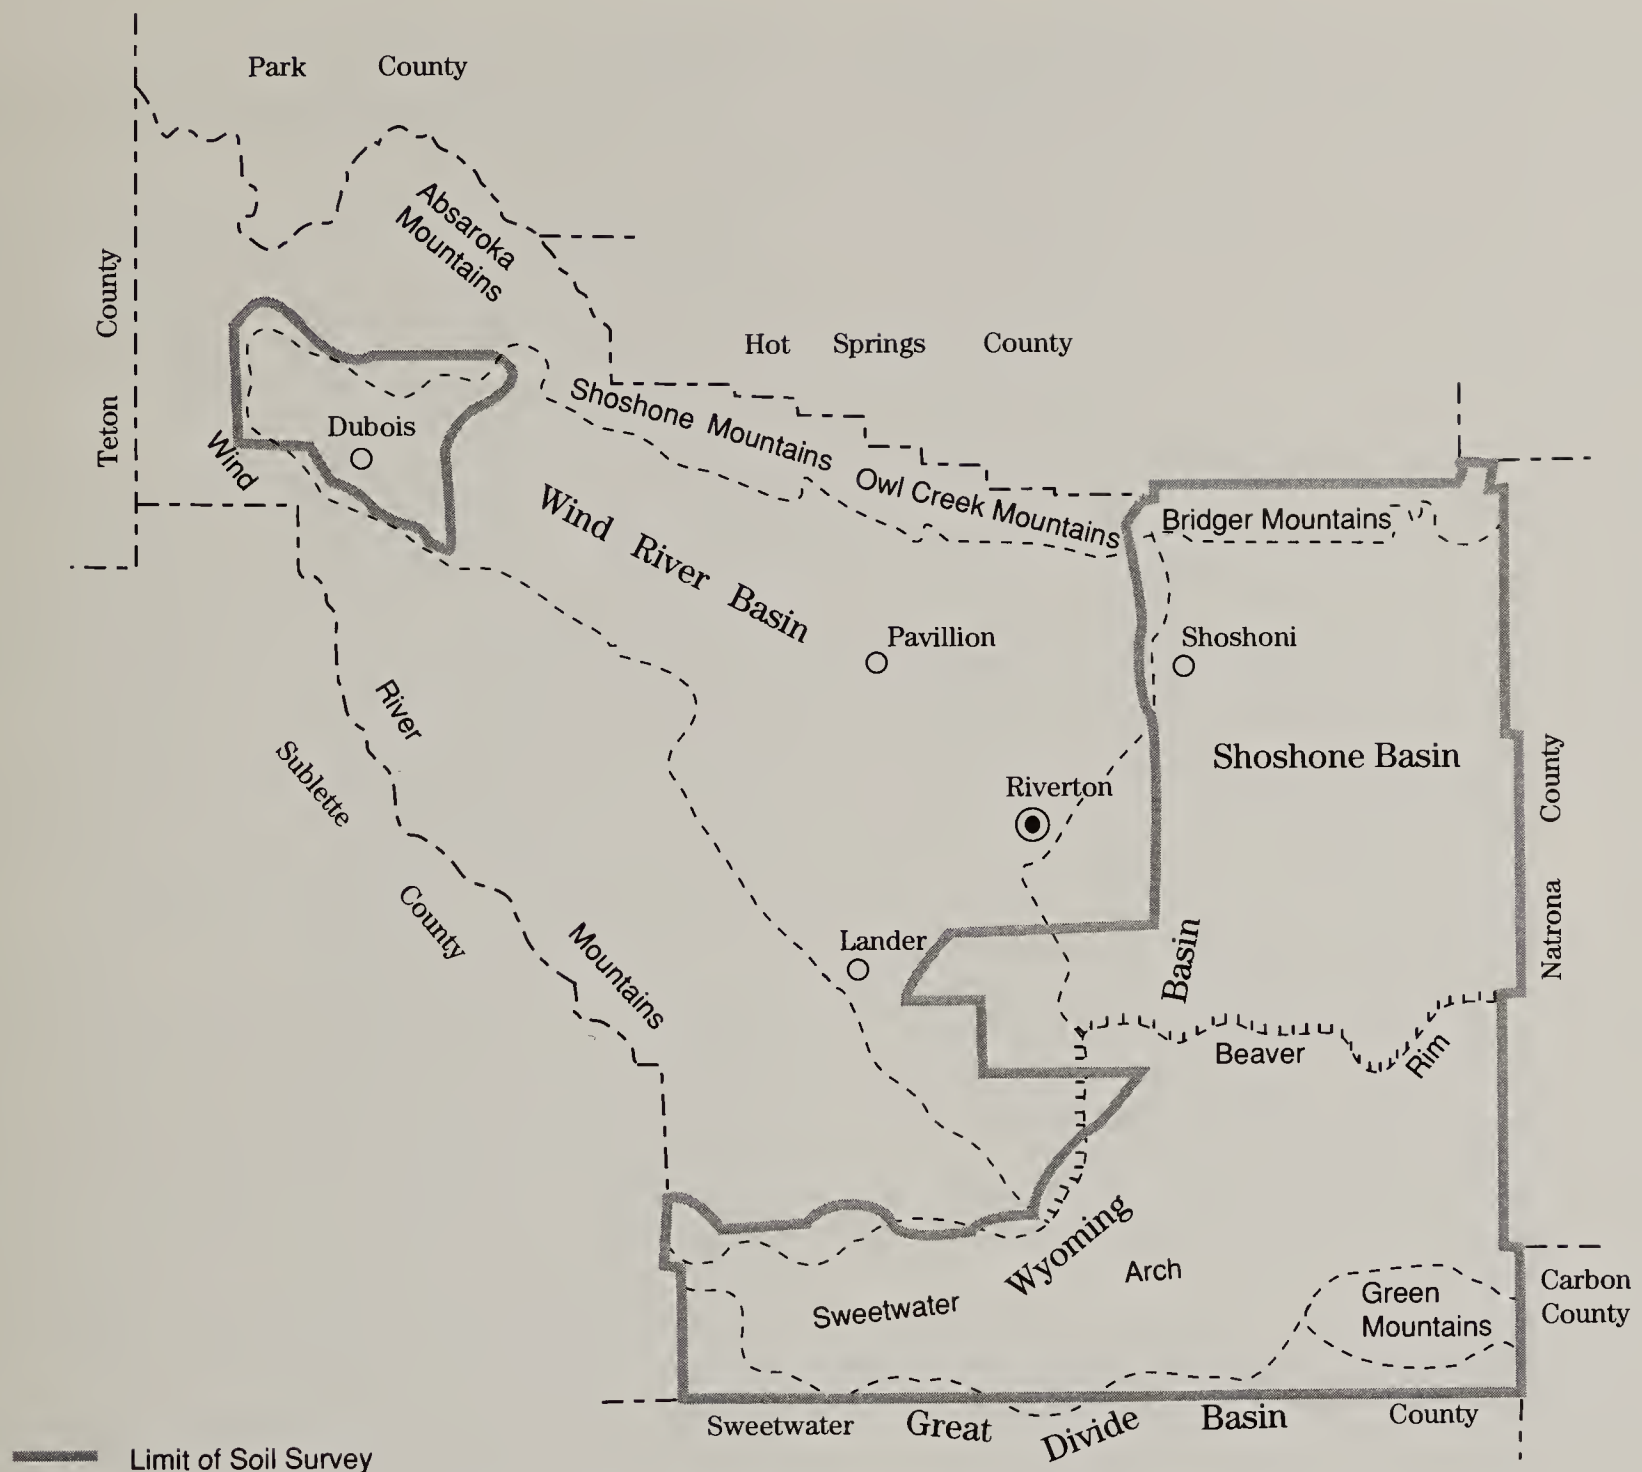 Park County
Absaroka
Mountains
Teton County
Hot Springs County
Shoshone Mountains
Owl Creek Mountains
Bridger Mountains
Dubois
Wind River Mountains
Wind River Basin
Pavillion
Shoshoni
Shoshone Basin
Riverton
Sublette County
Natrona County
Lander
Wyoming Basin
Beaver Rim
Sweetwater Arch
Green
Mountains
Carbon
County
Sweetwater County
Great Divide Basin
Limit of Soil Survey